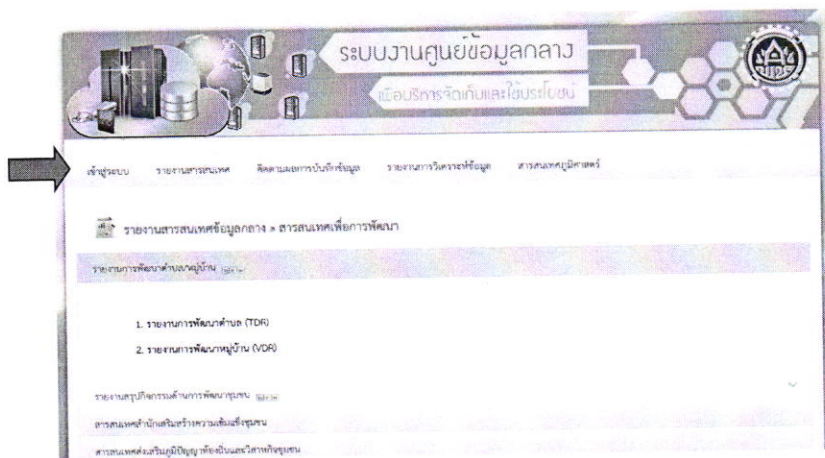 ระบบงานศูนย์ข้อมูลกลาง
เพื่อบริหารจัดเก็บและใช้ประโยชน์
เข้าสู่ระบบ รายงานสารสนเทศ ติดตามผลการบันทึกข้อมูล รายงานการวิเคราะห์ข้อมูล สารสนเทศภูมิศาสตร์
รายงานสารสนเทศข้อมูลกลาง » สารสนเทศเพื่อการพัฒนา
รายงานการพัฒนาตำบล/หมู่บ้าน
1. รายงานการพัฒนาตำบล (TDR)
2. รายงานการพัฒนาหมู่บ้าน (VDR)
รายงานสรุปกิจกรรมด้านการพัฒนาชุมชน
สารสนเทศสำนักเสริมสร้างความเข้มแข็งชุมชน
สารสนเทศส่งเสริมภูมิปัญญาท้องถิ่นและวิสาหกิจชุมชน